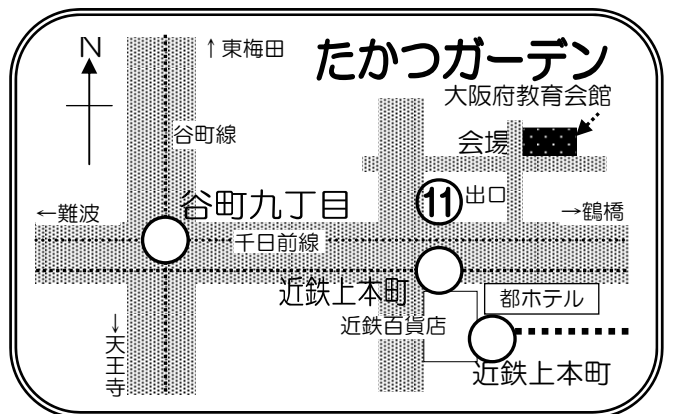 N
↑東梅田
たかつガーデン
大阪府教育会館
谷町線
会場
谷町九丁目
⑪出口
←難波
→鶴橋
千日前線
近鉄上本町
都ホテル
近鉄百貨店
↓天王寺
近鉄上本町